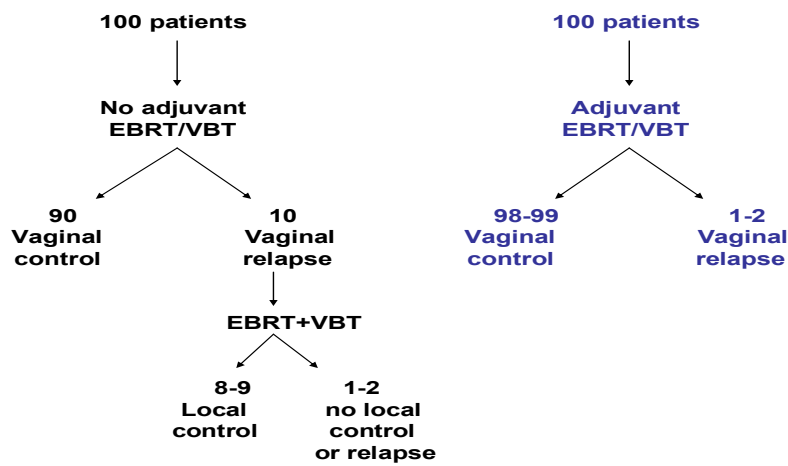 100 patients
No adjuvant
EBRT/VBT
90
Vaginal
control
10
Vaginal
relapse
EBRT+VBT
8-9
Local
control
1-2
no local
control
or relapse
100 patients
Adjuvant
EBRT/VBT
98-99
Vaginal
control
1-2
Vaginal
relapse